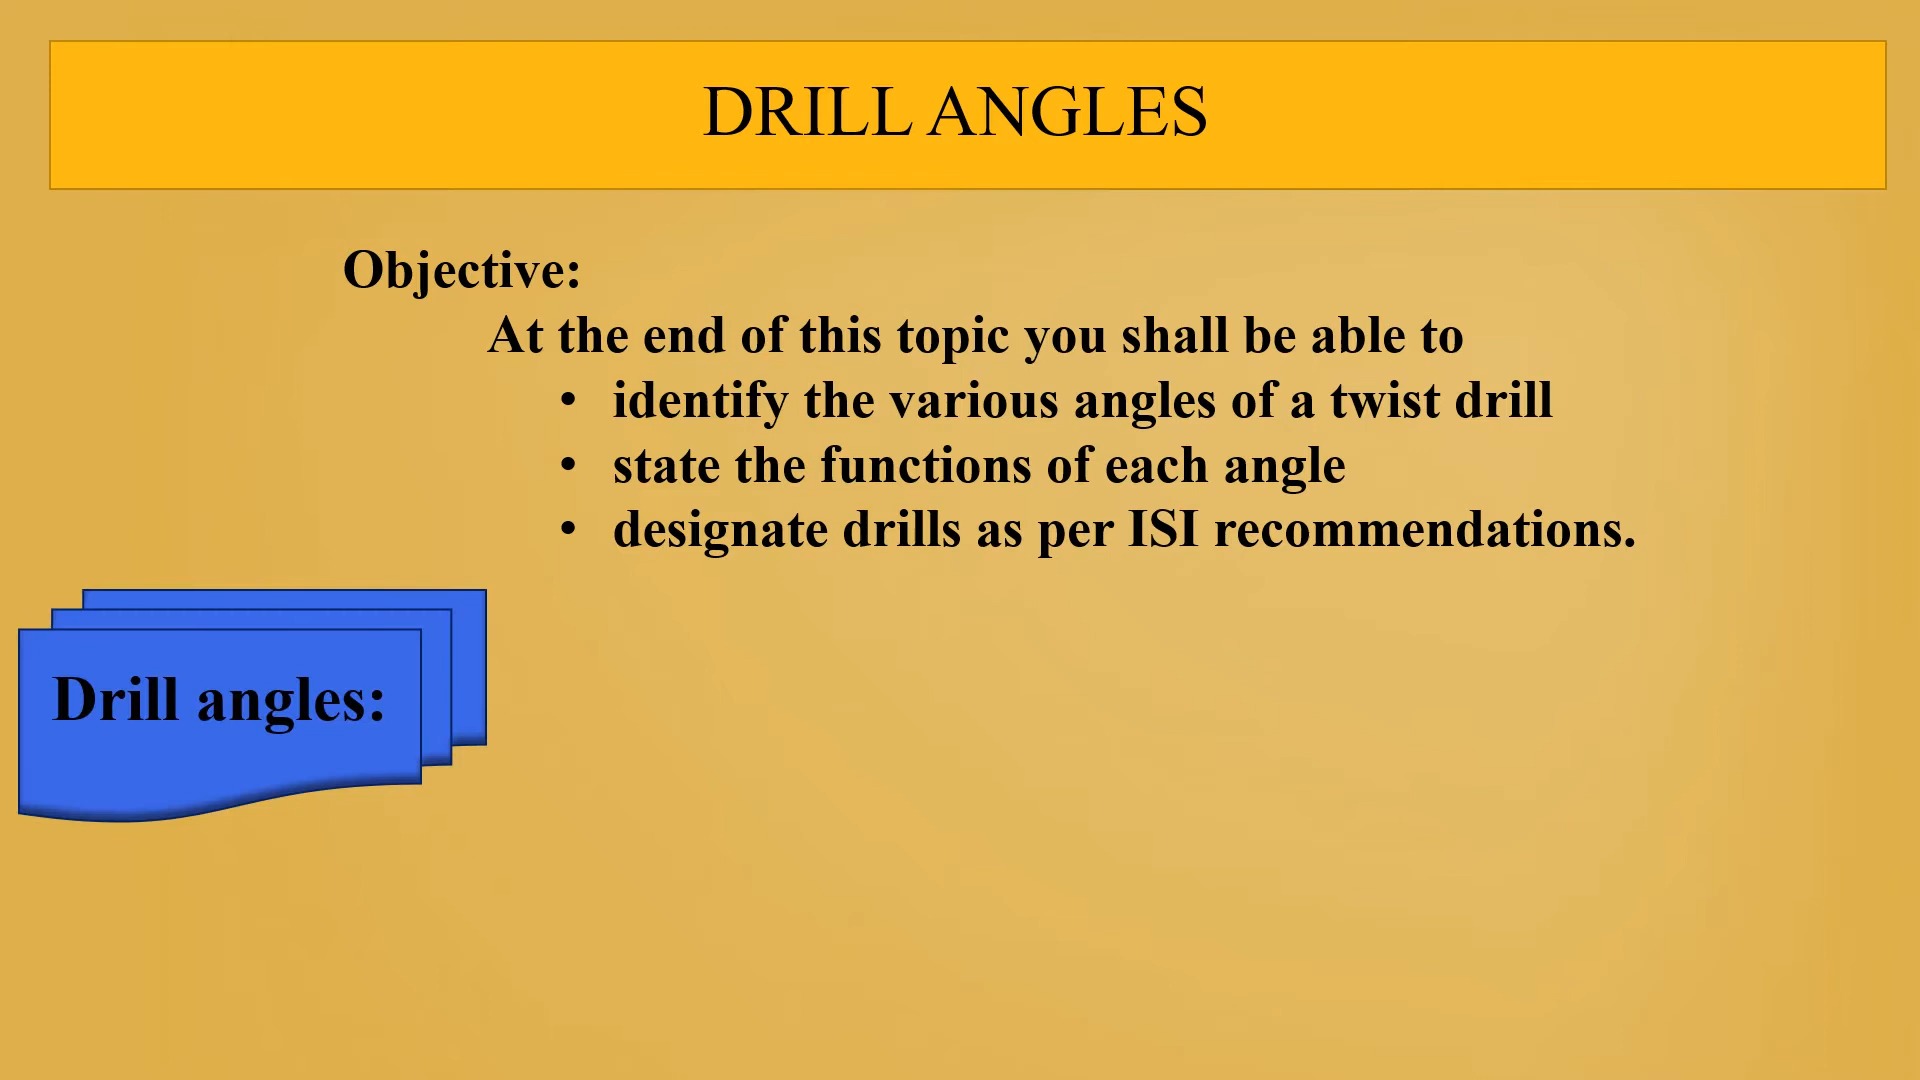 DRILL ANGLES
Objective:
At the end of this topic you shall be able to
• identify the various angles of a twist drill
• state the functions of each angle
• designate drills as per ISI recommendations.
Drill angles: